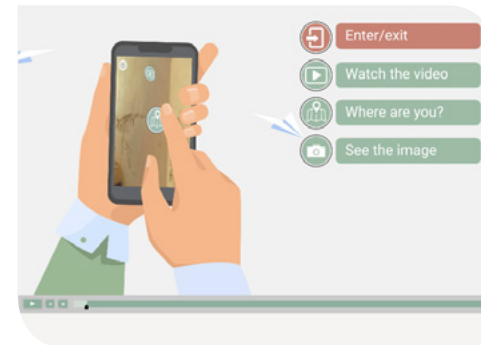 Enter/exit
Watch the video
Where are you?
See the image